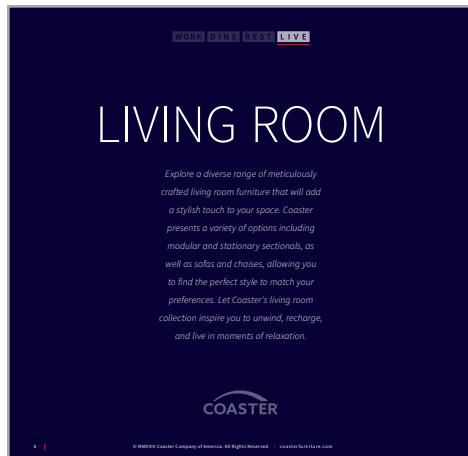 WORK DINE REST LIVE
LIVING ROOM
Explore a diverse range of meticulously
crafted living room furniture that will add
a stylish touch to your space. Coaster
presents a variety of options including
modular and stationary sectionals, as
well as sofas and chaises, allowing you
to find the perfect style to match your
preferences. Let Coaster's living room
collection inspire you to unwind, recharge,
and live in moments of relaxation.
COASTER
6 | © MMXXIV Coaster Company of America. All Rights Reserved. | coasterfurniture.com